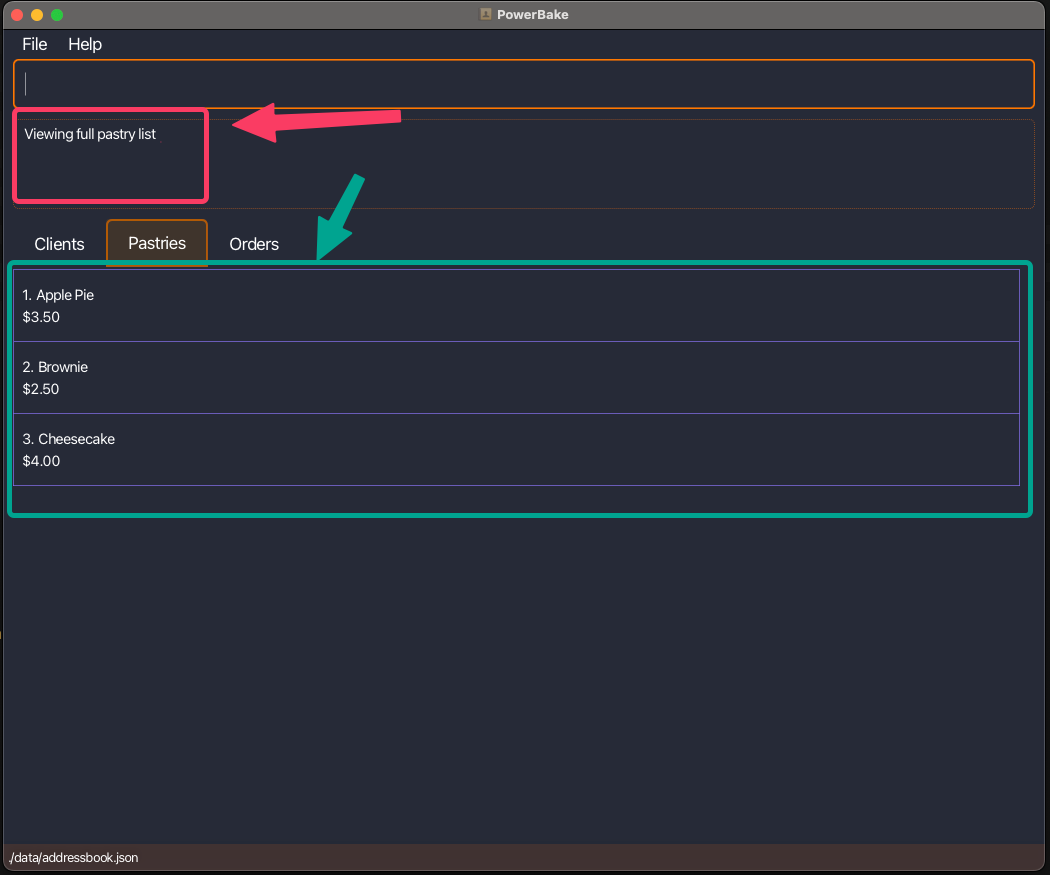 PowerBake
File Help
Viewing full pastry list
Clients Pastries Orders
1. Apple Pie
$3.50
2. Brownie
$2.50
3. Cheesecake
$4.00
./data/addressbook.json